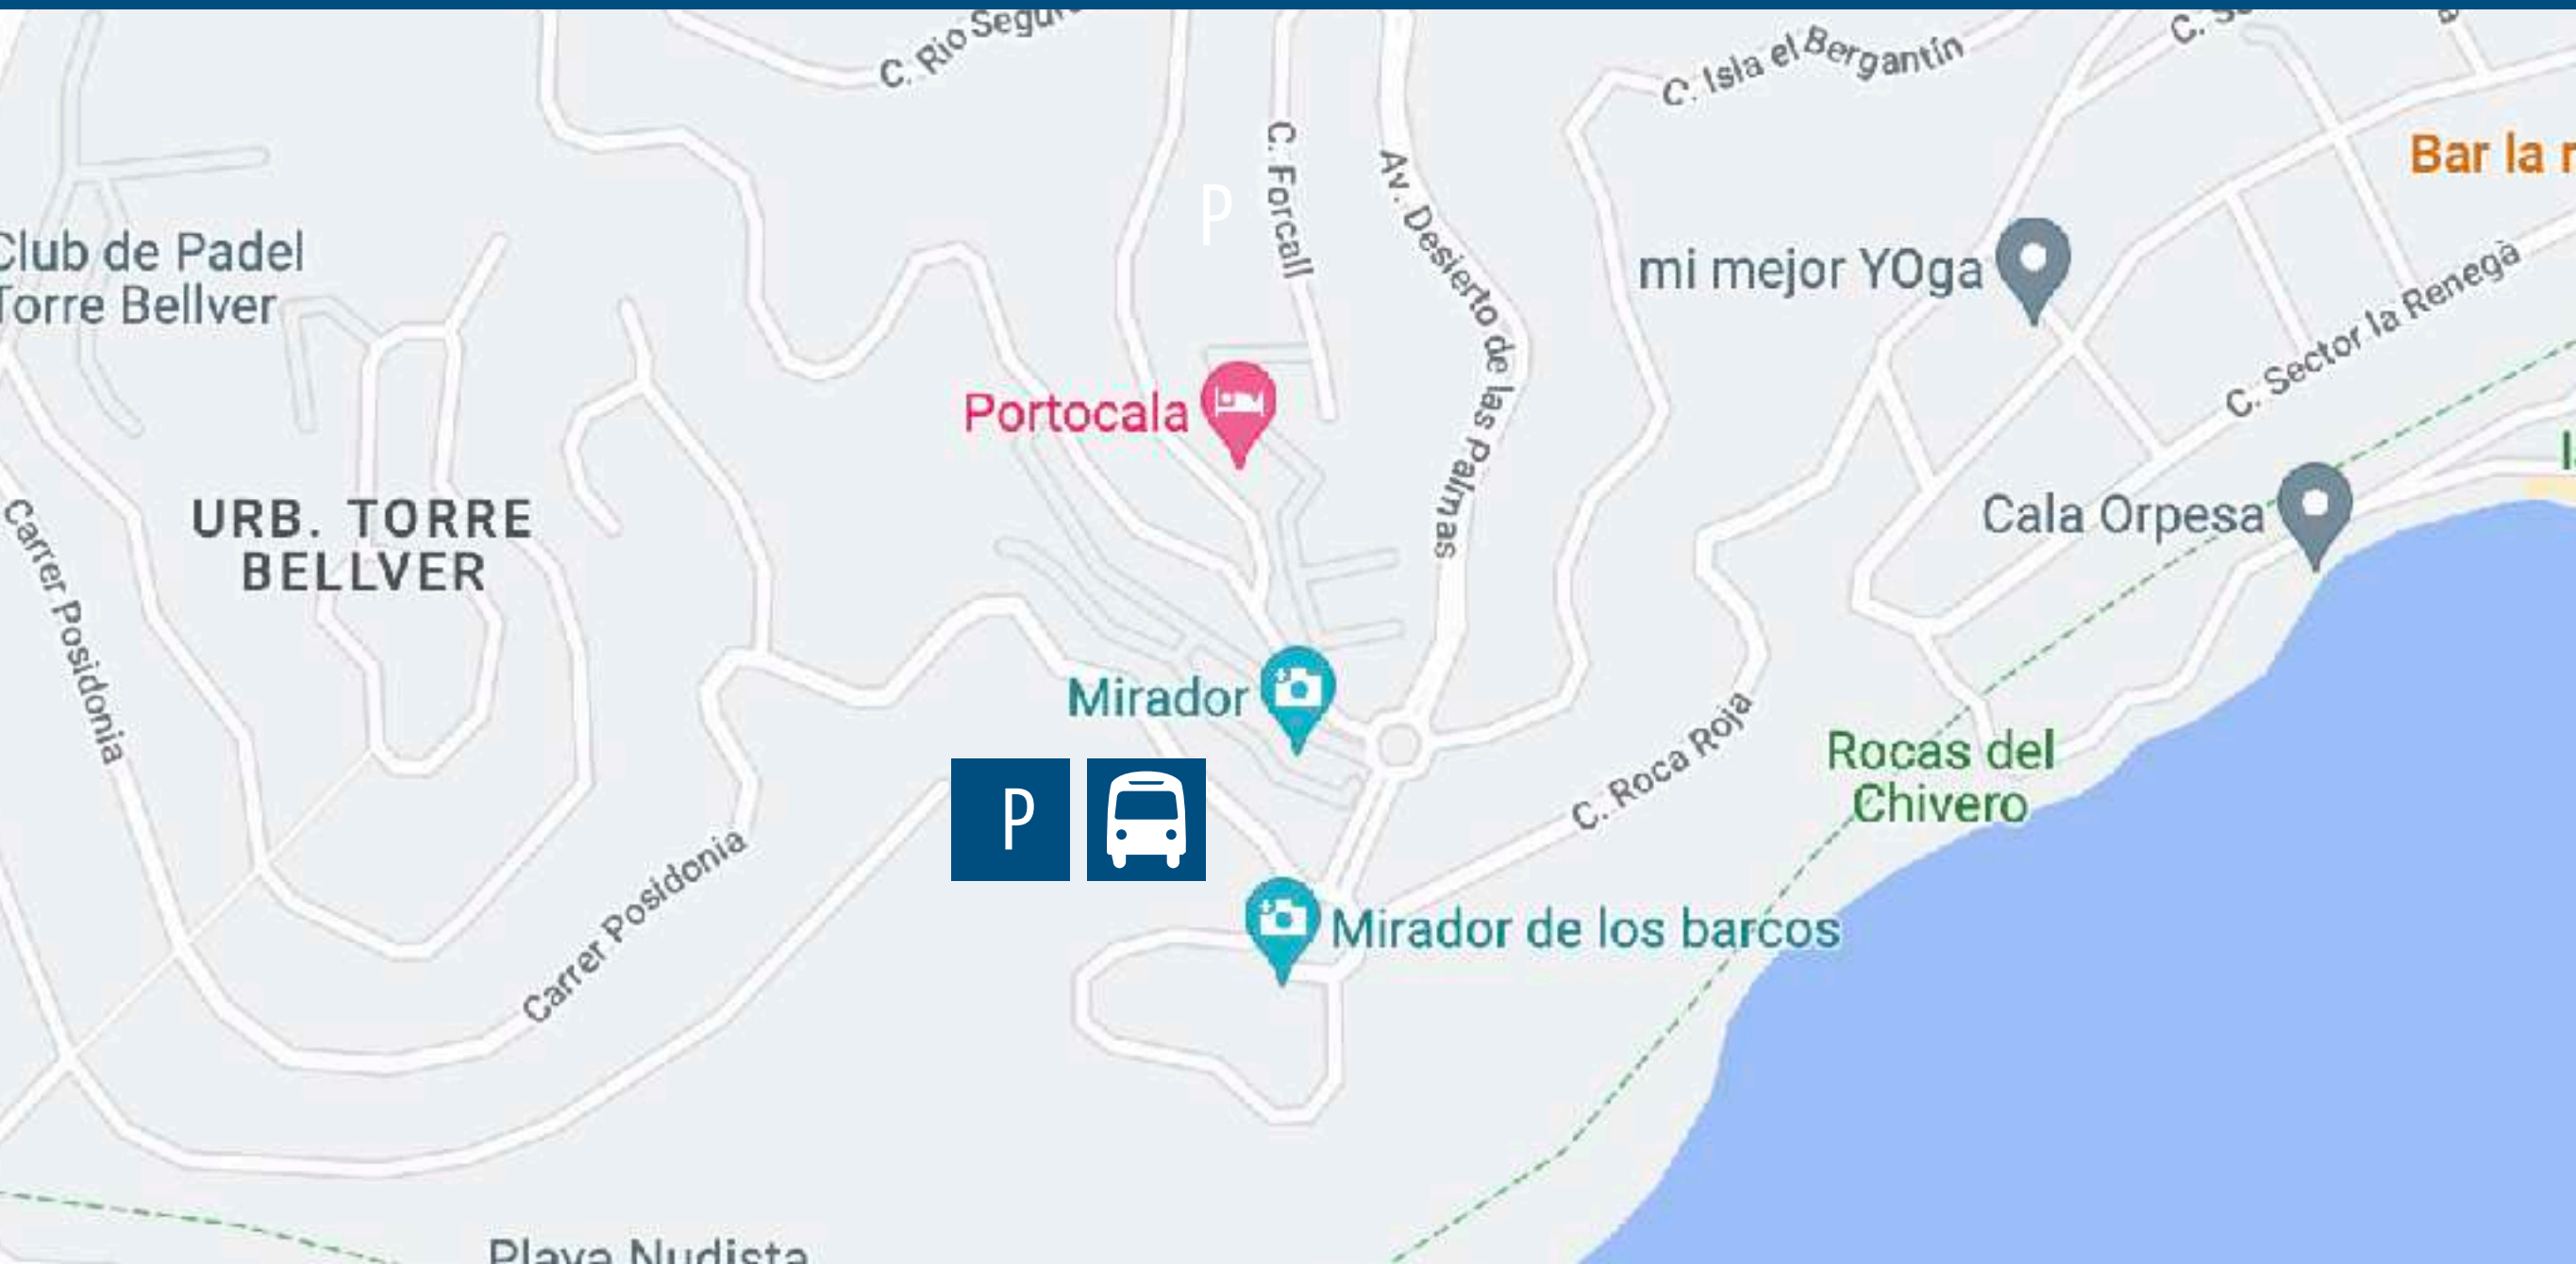 C. Rio Segur
C. Isla el Bergantín
C. S
a
Bar la r
P
C. Forcall
Av. Desierto de las Palmas
Club de Padel
Torre Bellver
mi mejor YOga
C. Sector la Renegà
Portocala
Carrer Posidonia
URB. TORRE
BELLVER
Cala Orpesa
Mirador
C. Roca Roja
Rocas del
Chivero
P
Carrer Posidonia
Mirador de los barcos
Playa Nudista